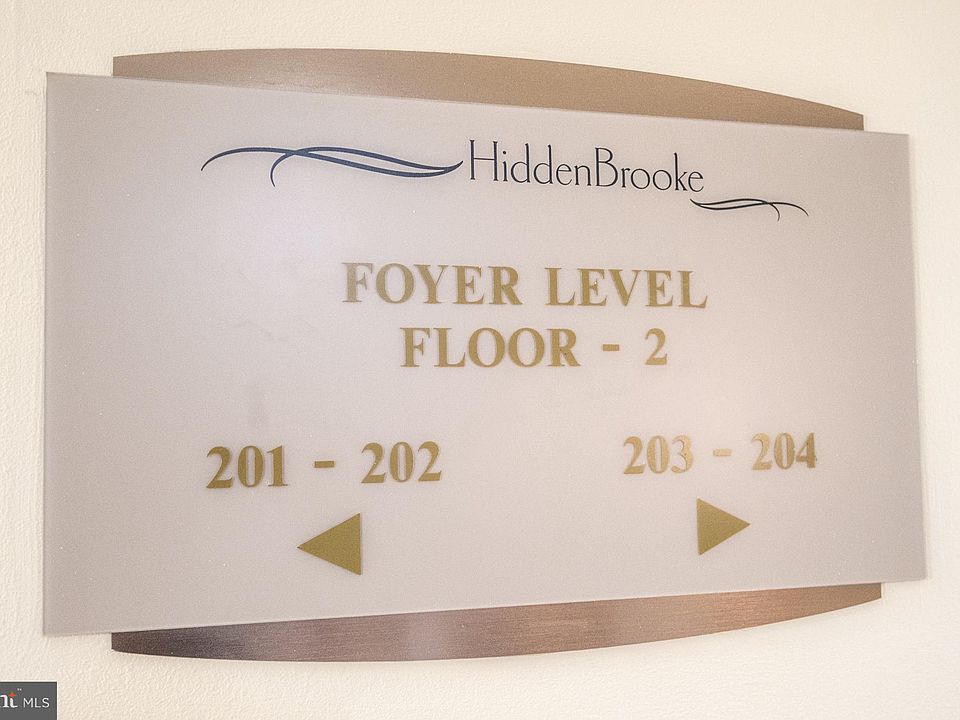 HiddenBrooke
FOYER LEVEL
FLOOR - 2
201 - 202
203 - 204
MLS